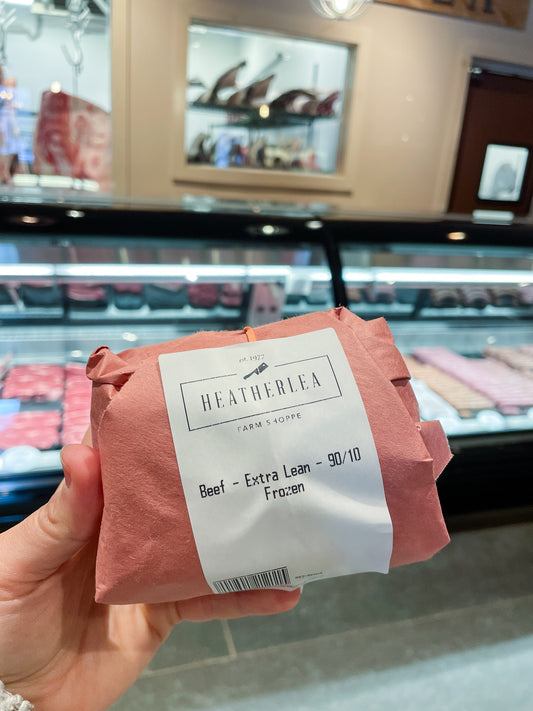 est. 1977
HEATHERLEA
FARM SHOPPE
Beef - Extra Lean - 90/10
Frozen